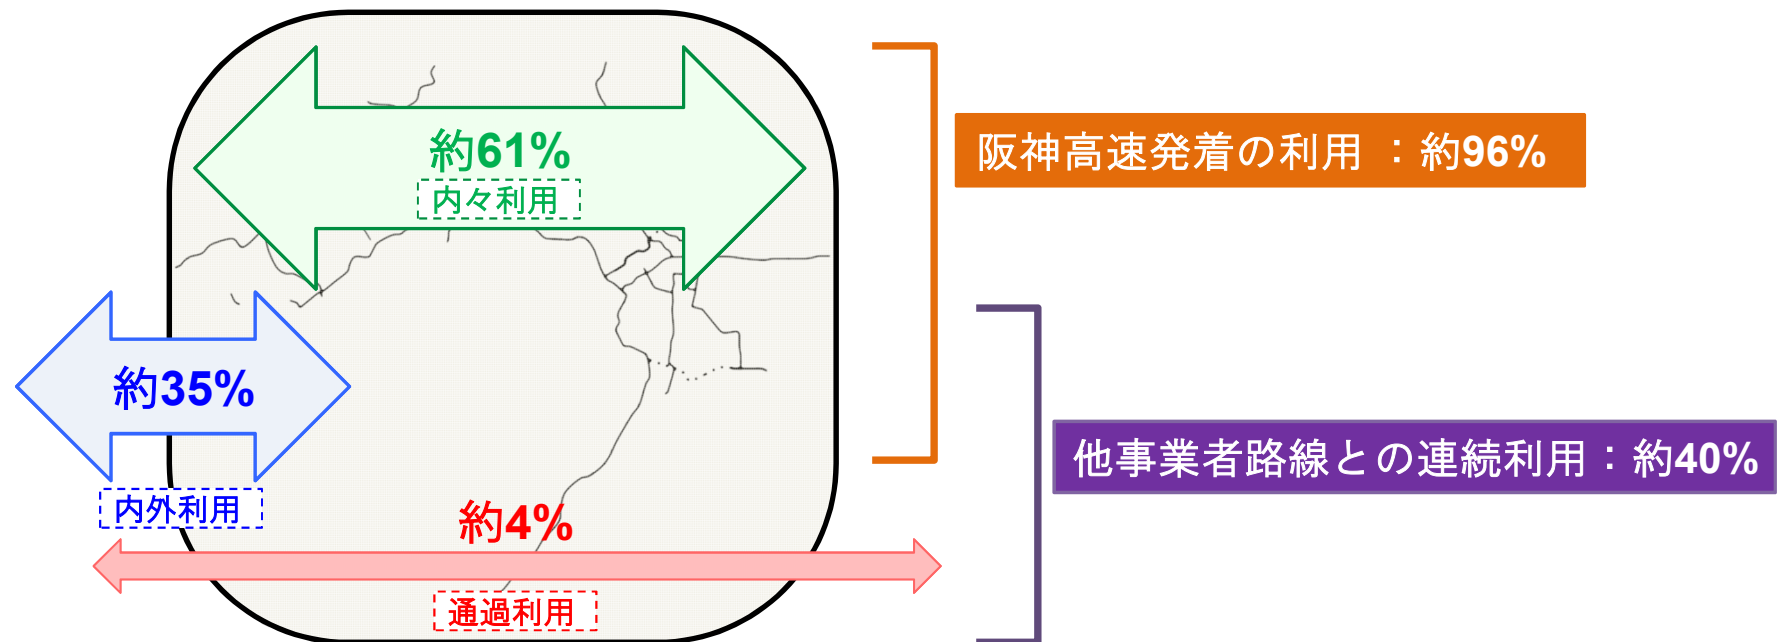 約61%
内々利用
阪神高速発着の利用 ：約96%
約35%
内外利用
他事業者路線との連続利用：約40%
約4%
通過利用